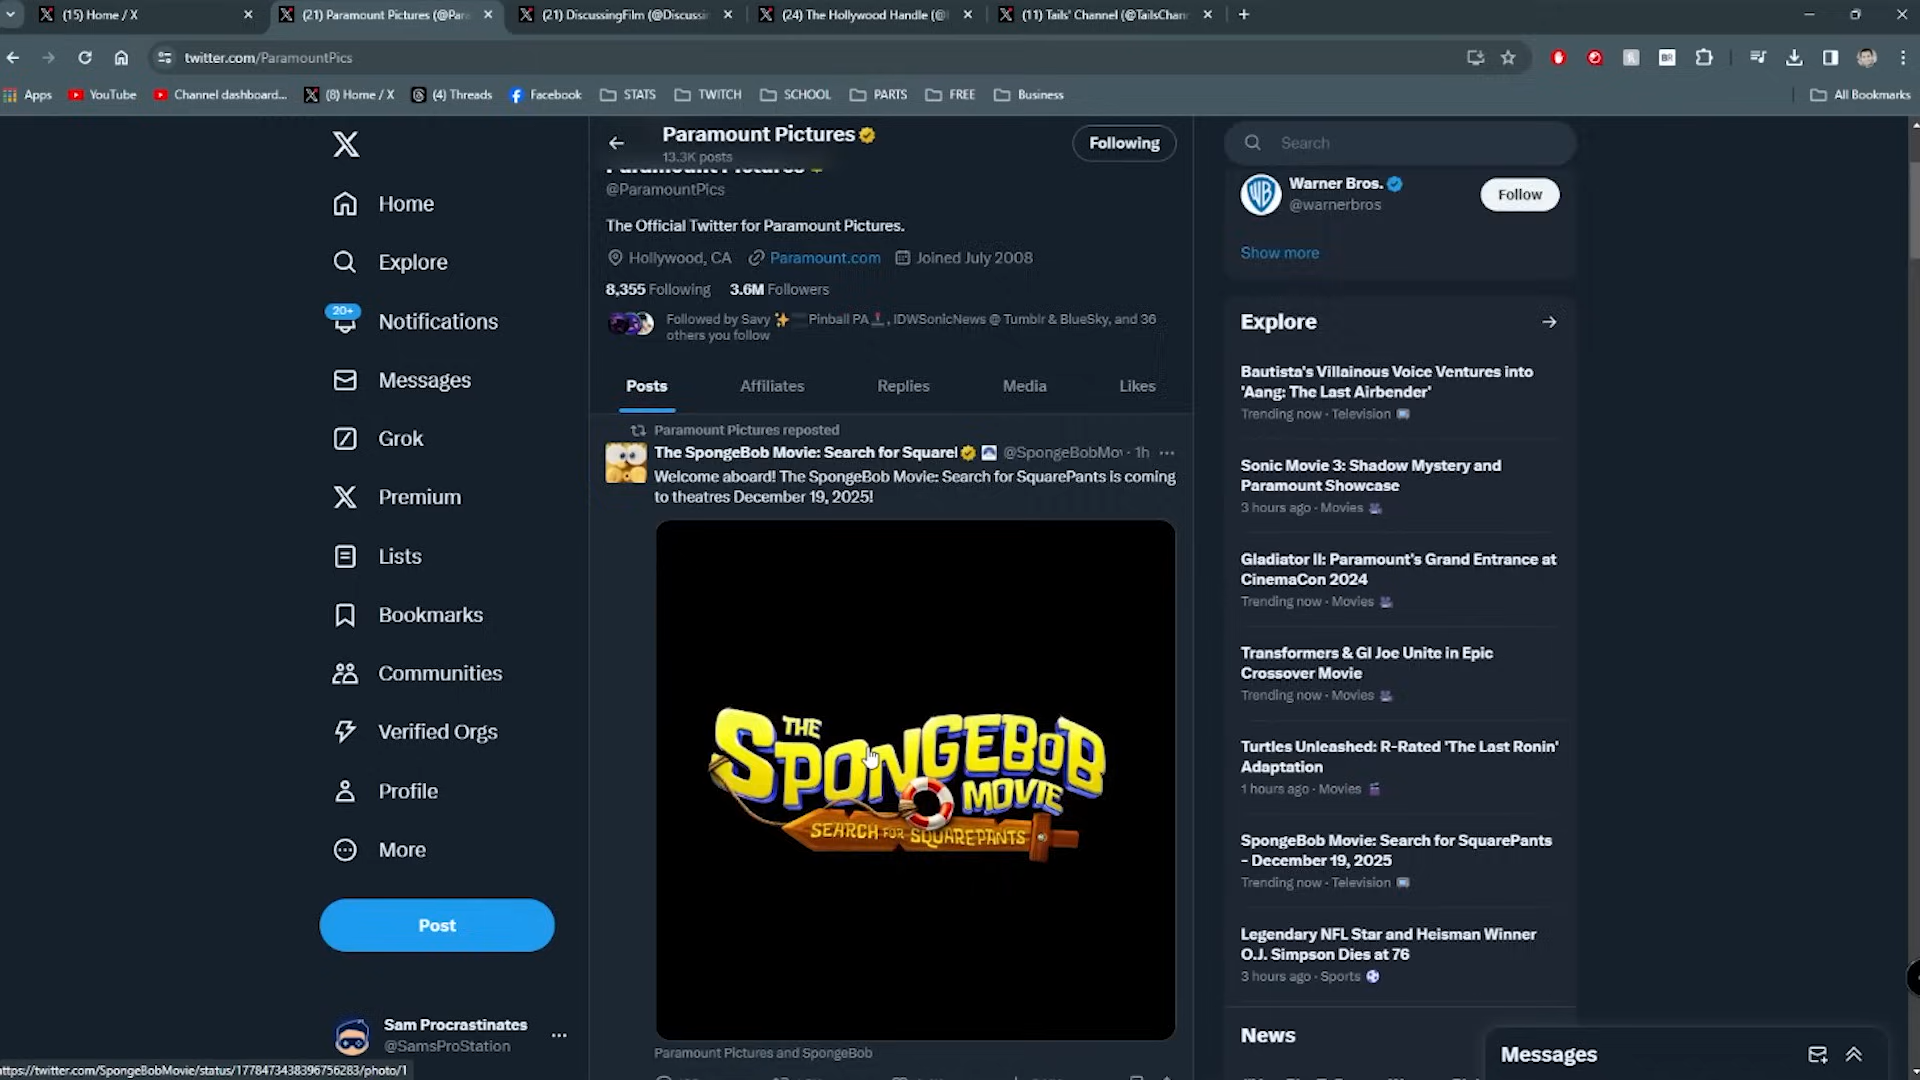 (15) Home / X
(21) Paramount Pictures (@Para
(21) DiscussingFilm (@Discussin
(24) The Hollywood Handle (@
(11) Tails' Channel (@TailsChann
twitter.com/ParamountPics
Apps
YouTube
Channel dashboard...
(8) Home / X
(4) Threads
Facebook
STATS
TWITCH
SCHOOL
PARTS
FREE
Business
All Bookmarks
Home
Explore
20+
Notifications
Messages
Grok
Premium
Lists
Bookmarks
Communities
Verified Orgs
Profile
More
Post
Sam Procrastinates
@SamsProStation
Paramount Pictures
13.3K posts
Following
@ParamountPics
The Official Twitter for Paramount Pictures.
Hollywood, CA Paramount.com Joined July 2008
8,355 Following 3.6M Followers
Followed by Savy Pinball PA, IDWSonicNews @ Tumblr & BlueSky, and 36
others you follow
Posts Affiliates Replies Media Likes
Paramount Pictures reposted
The SpongeBob Movie: Search for Squarel @SpongeBobMov · 1h
Welcome aboard! The SpongeBob Movie: Search for SquarePants is coming
to theatres December 19, 2025!
THE
SPONGEBOB
MOVIE
SEARCH FOR SQUAREPANTS
Paramount Pictures and SpongeBob
Search
Warner Bros.
@warnerbros
Follow
Show more
Explore
Bautista's Villainous Voice Ventures into
'Aang: The Last Airbender'
Trending now · Television
Sonic Movie 3: Shadow Mystery and
Paramount Showcase
3 hours ago · Movies
Gladiator II: Paramount's Grand Entrance at
CinemaCon 2024
Trending now · Movies
Transformers & GI Joe Unite in Epic
Crossover Movie
Trending now · Movies
Turtles Unleashed: R-Rated 'The Last Ronin'
Adaptation
1 hours ago · Movies
SpongeBob Movie: Search for SquarePants
- December 19, 2025
Trending now · Television
Legendary NFL Star and Heisman Winner
O.J. Simpson Dies at 76
3 hours ago · Sports
News
Messages
https://twitter.com/SpongeBobMovie/status/1778473438396756283/photo/1